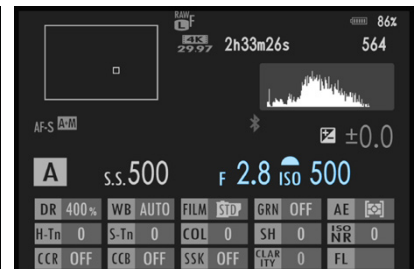 RAW F
L
86%
4K
29.97 2h33m26s 564
AF-S A+M
±0.0
A S.S.500 F 2.8 ISO 500
DR 400% WB AUTO FILM STD GRN OFF AE
H-Tn 0 S-Tn 0 COL 0 SH 0 ISO NR 0
CCR OFF CCB OFF SSK OFF CLARITY 0 FL